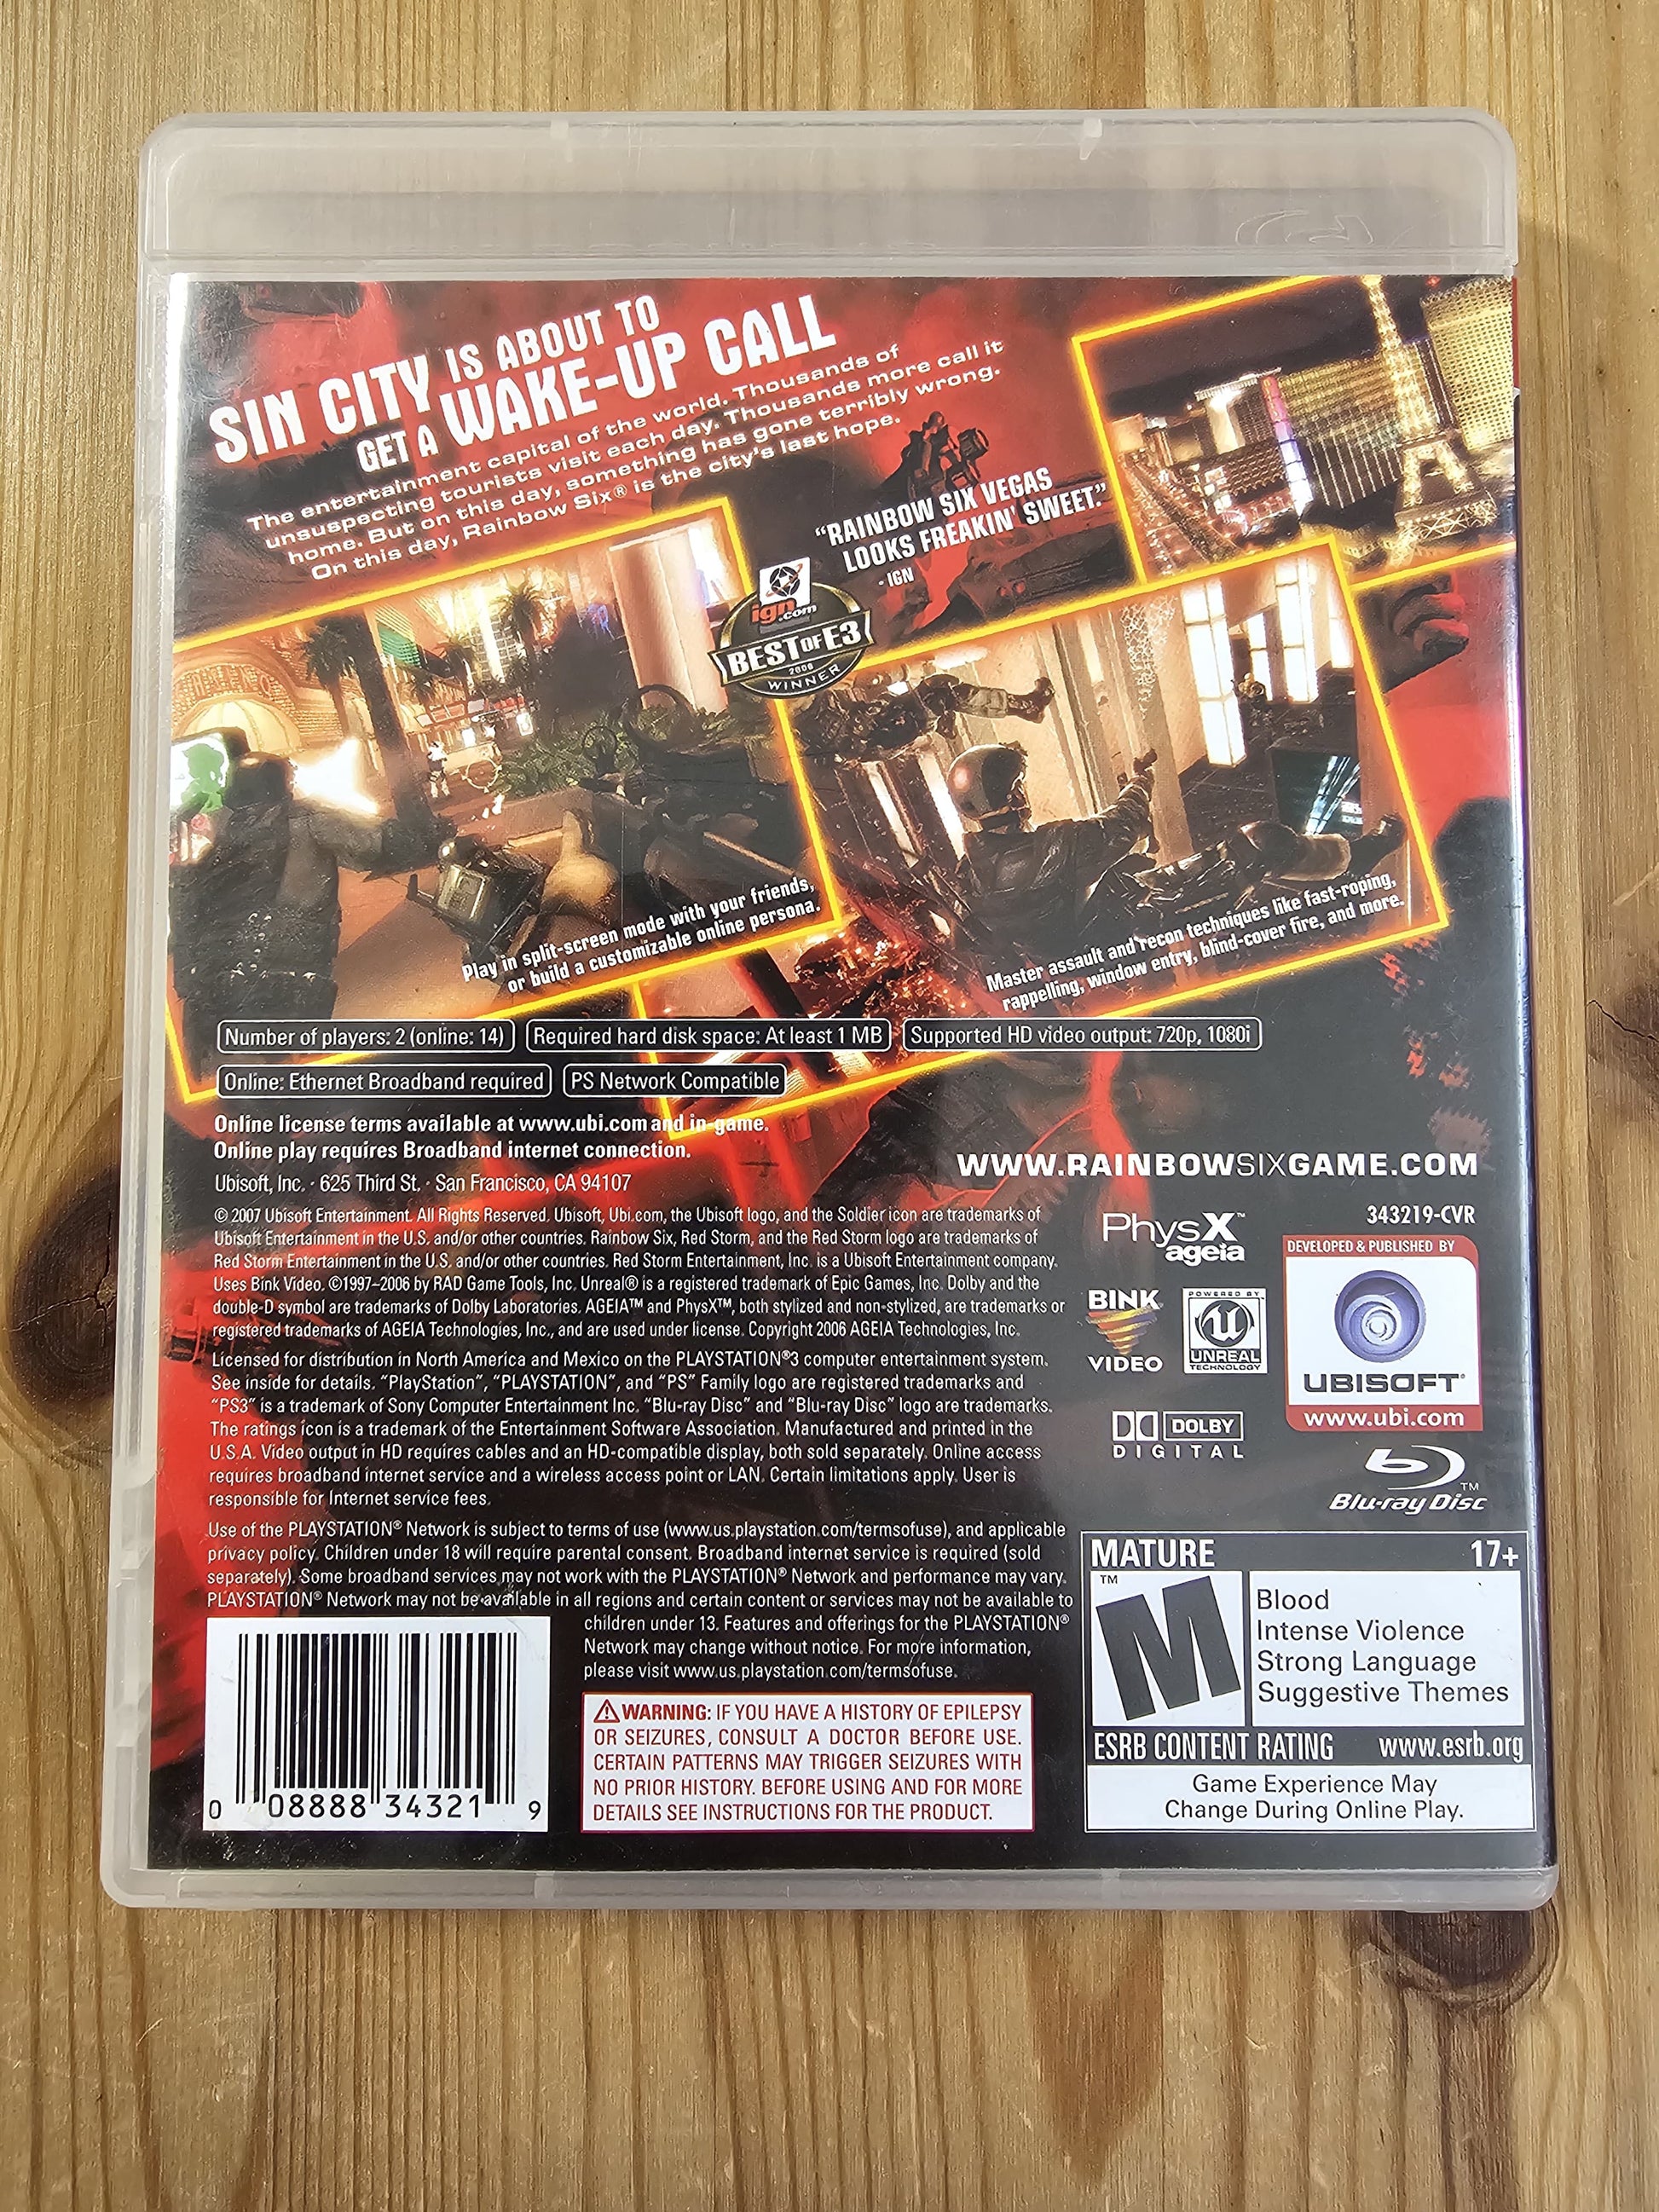 SIN CITY IS ABOUT TO
GET A WAKE-UP CALL
The entertainment capital of the world. Thousands of
unsuspecting tourists visit each day. Thousands more call it
home. But on this day, something has gone terribly wrong.
On this day, Rainbow Six® is the city's last hope.
“RAINBOW SIX VEGAS
LOOKS FREAKIN' SWEET.”
- IGN
ign.com
BEST OF E3
2006
WINNER
Play in split-screen mode with your friends,
or build a customizable online persona.
Master assault and recon techniques like fast-roping,
rappelling, window entry, blind-cover fire, and more.
Number of players: 2 (online: 14) Required hard disk space: At least 1 MB Supported HD video output: 720p, 1080i
Online: Ethernet Broadband required PS Network Compatible
Online license terms available at www.ubi.com and in-game.
Online play requires Broadband internet connection.
WWW.RAINBOWSIXGAME.COM
Ubisoft, Inc. · 625 Third St. · San Francisco, CA 94107
© 2007 Ubisoft Entertainment. All Rights Reserved. Ubisoft, Ubi.com, the Ubisoft logo, and the Soldier icon are trademarks of
Ubisoft Entertainment in the U.S. and/or other countries. Rainbow Six, Red Storm, and the Red Storm logo are trademarks of
Red Storm Entertainment in the U.S. and/or other countries. Red Storm Entertainment, Inc. is a Ubisoft Entertainment company.
Uses Bink Video. ©1997–2006 by RAD Game Tools, Inc. Unreal® is a registered trademark of Epic Games, Inc. Dolby and the
double-D symbol are trademarks of Dolby Laboratories. AGEIA™ and PhysX™, both stylized and non-stylized, are trademarks or
registered trademarks of AGEIA Technologies, Inc., and are used under license. Copyright 2006 AGEIA Technologies, Inc.
Licensed for distribution in North America and Mexico on the PLAYSTATION®3 computer entertainment system.
See inside for details. “PlayStation”, “PLAYSTATION”, and “PS” Family logo are registered trademarks and
“PS3” is a trademark of Sony Computer Entertainment Inc. “Blu-ray Disc” and “Blu-ray Disc” logo are trademarks.
The ratings icon is a trademark of the Entertainment Software Association. Manufactured and printed in the
U.S.A. Video output in HD requires cables and an HD-compatible display, both sold separately. Online access
requires broadband internet service and a wireless access point or LAN. Certain limitations apply. User is
responsible for Internet service fees.
Use of the PLAYSTATION® Network is subject to terms of use (www.us.playstation.com/termsofuse), and applicable
privacy policy. Children under 18 will require parental consent. Broadband internet service is required (sold
separately). Some broadband services may not work with the PLAYSTATION® Network and performance may vary.
PLAYSTATION® Network may not be available in all regions and certain content or services may not be available to
children under 13. Features and offerings for the PLAYSTATION®
Network may change without notice. For more information,
please visit www.us.playstation.com/termsofuse.
PhysX™
ageia
343219-CVR
DEVELOPED & PUBLISHED BY
UBISOFT®
www.ubi.com
BINK
VIDEO
POWERED BY
UNREAL
TECHNOLOGY
DOLBY
DIGITAL
Blu-ray Disc™
WARNING: IF YOU HAVE A HISTORY OF EPILEPSY
OR SEIZURES, CONSULT A DOCTOR BEFORE USE.
CERTAIN PATTERNS MAY TRIGGER SEIZURES WITH
NO PRIOR HISTORY. BEFORE USING AND FOR MORE
DETAILS SEE INSTRUCTIONS FOR THE PRODUCT.
0 08888 34321 9
MATURE 17+
M™
Blood
Intense Violence
Strong Language
Suggestive Themes
ESRB CONTENT RATING www.esrb.org
Game Experience May
Change During Online Play.